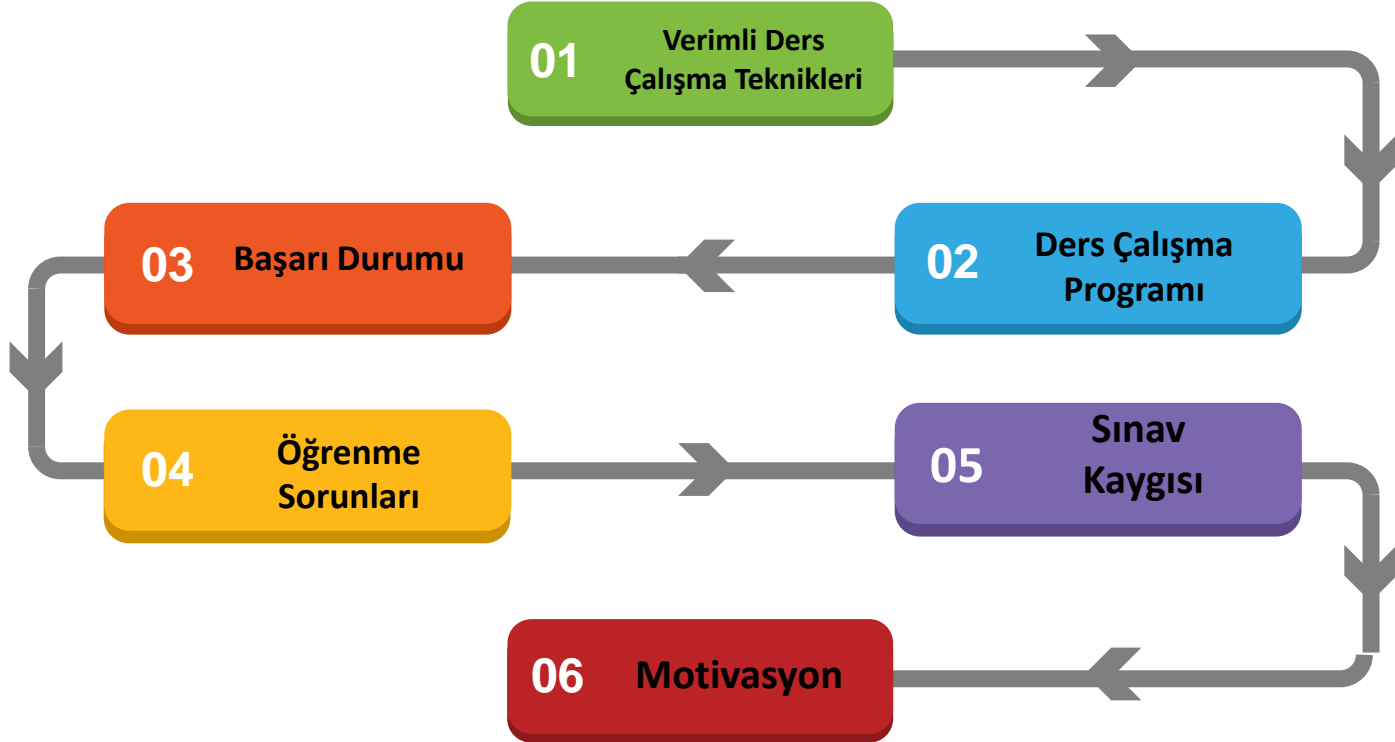 01
Verimli Ders
Çalışma Teknikleri
02
Ders Çalışma
Programı
03
Başarı Durumu
04
Öğrenme
Sorunları
05
Sınav
Kaygısı
06
Motivasyon